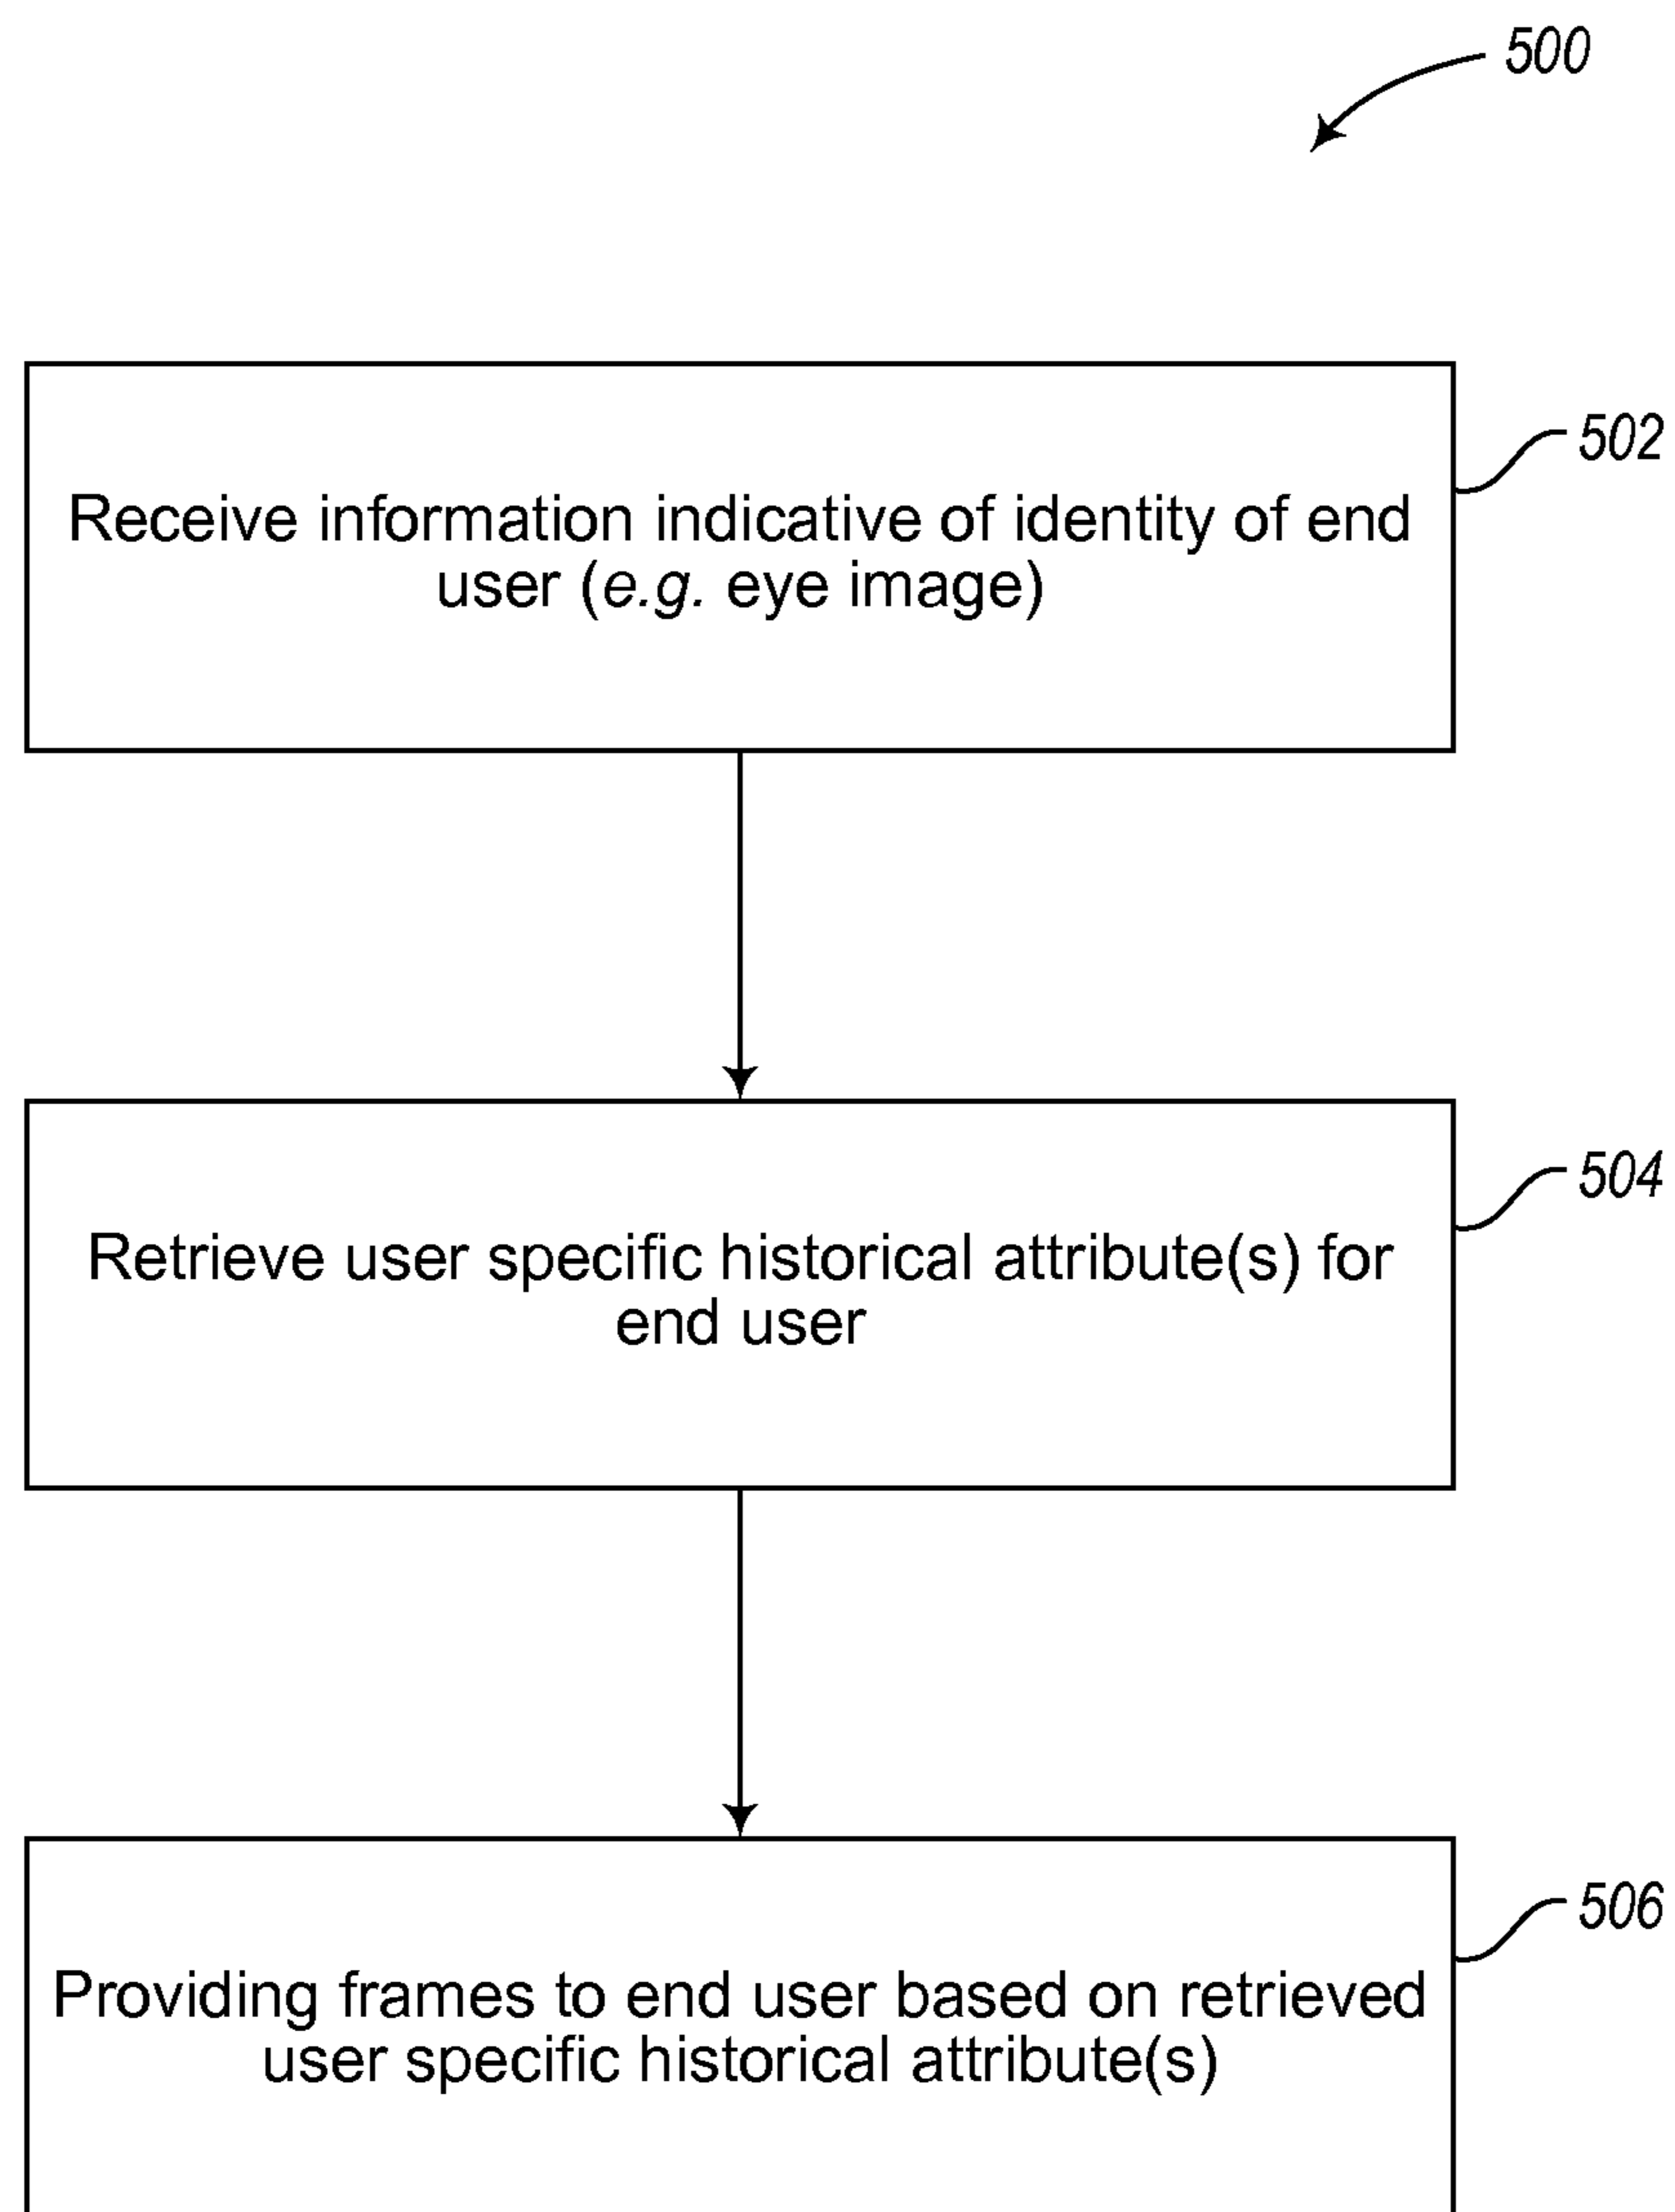 500
502
Receive information indicative of identity of end
user (e.g. eye image)
504
Retrieve user specific historical attribute(s) for
end user
506
Providing frames to end user based on retrieved
user specific historical attribute(s)